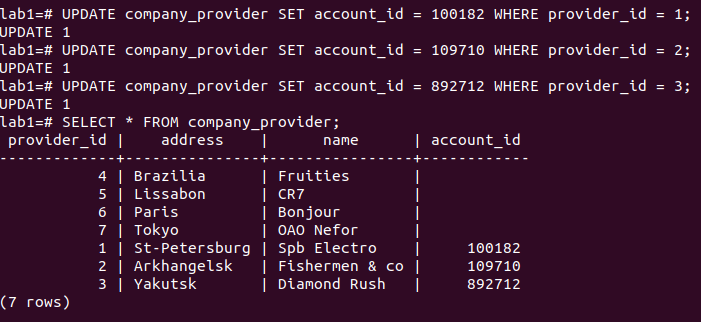 lab1=# UPDATE company_provider SET account_id = 100182 WHERE provider_id = 1;
UPDATE 1
lab1=# UPDATE company_provider SET account_id = 109710 WHERE provider_id = 2;
UPDATE 1
lab1=# UPDATE company_provider SET account_id = 892712 WHERE provider_id = 3;
UPDATE 1
lab1=# SELECT * FROM company_provider;
 provider_id |    address    |      name      | account_id
-------------+---------------+----------------+------------
           4 | Brazilia      | Fruities       |
           5 | Lissabon      | CR7            |
           6 | Paris         | Bonjour        |
           7 | Tokyo         | OAO Nefor      |
           1 | St-Petersburg | Spb Electro    |     100182
           2 | Arkhangelsk   | Fishermen & co |     109710
           3 | Yakutsk       | Diamond Rush   |     892712
(7 rows)